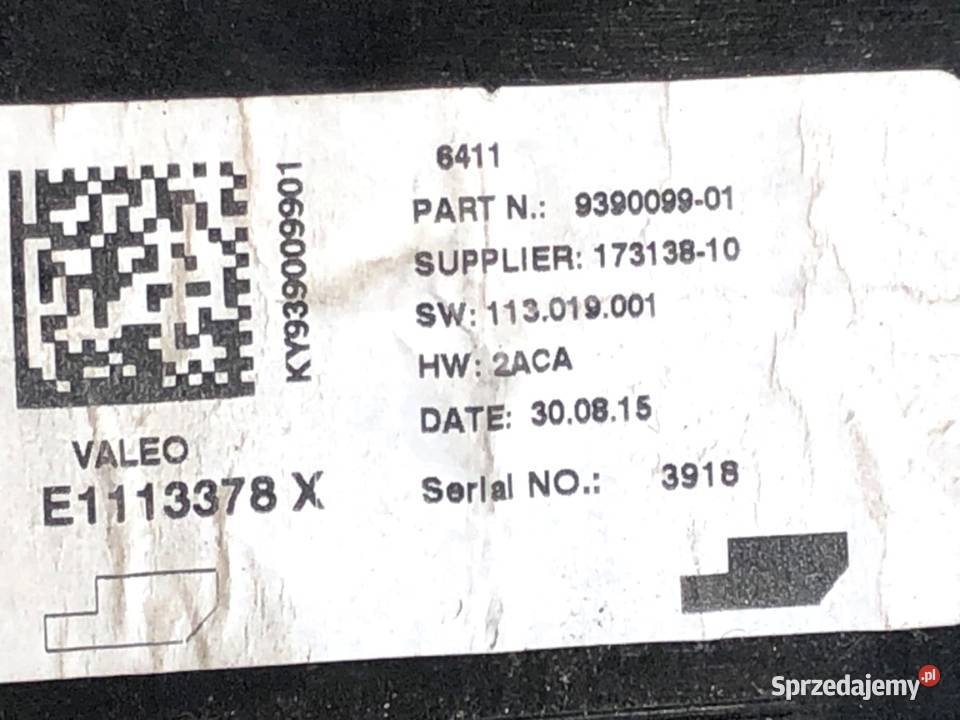 6411
PART N.: 9390099-01
SUPPLIER: 173138-10
SW: 113.019.001
HW: 2ACA
DATE: 30.08.15
Serial NO.: 3918
KY939009901
VALEO
E1113378 X
Sprzedajemy.pl